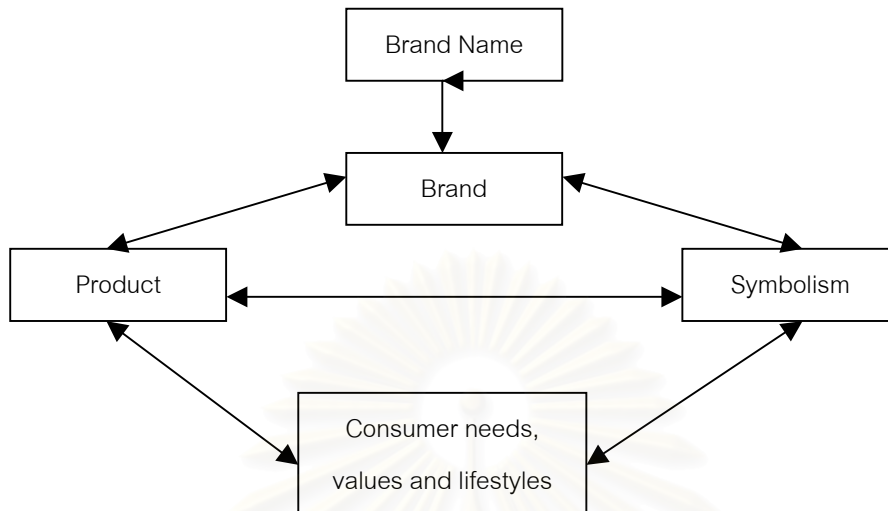 Brand Name
Brand
Product
Symbolism
Consumer needs,
values and lifestyles